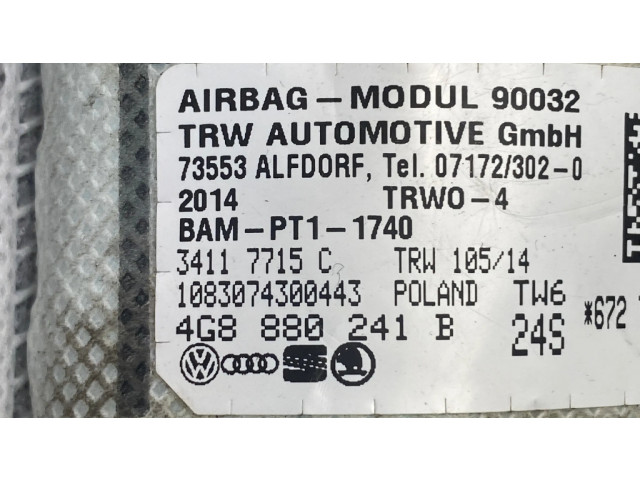 AIRBAG – MODUL 90032
TRW AUTOMOTIVE GmbH
73553 ALFDORF, Tel. 07172/302-0
2014 TRWO-4
BAM-PT1-1740
3411 7715 C TRW 105/14
1083074300443 POLAND TW6
4G8 880 241 B 24S *672